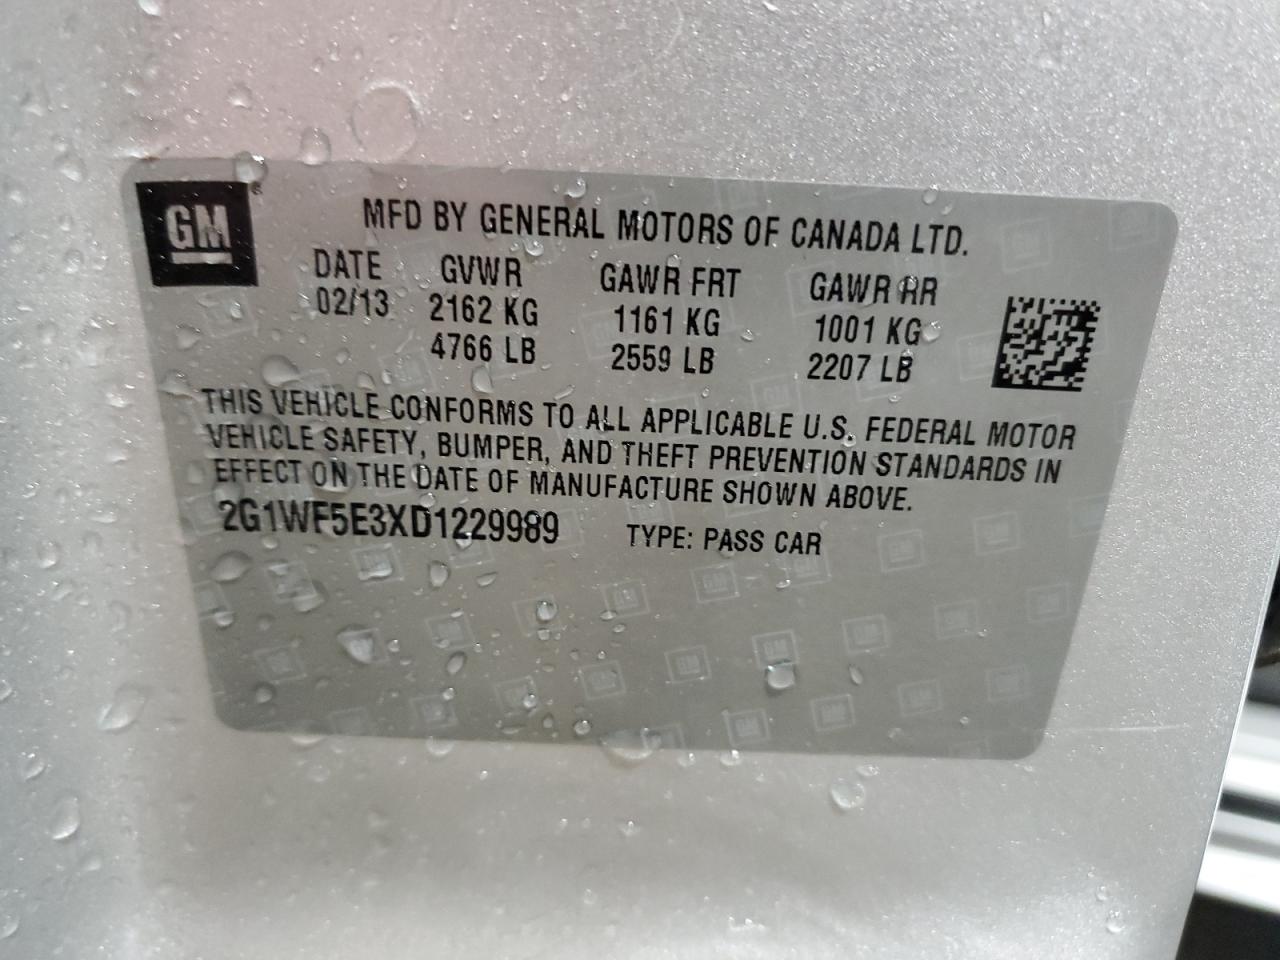 GM
MFD BY GENERAL MOTORS OF CANADA LTD.
DATE GVWR GAWR FRT GAWR RR
02/13 2162 KG 1161 KG 1001 KG
4766 LB 2559 LB 2207 LB
THIS VEHICLE CONFORMS TO ALL APPLICABLE U.S. FEDERAL MOTOR
VEHICLE SAFETY, BUMPER, AND THEFT PREVENTION STANDARDS IN
EFFECT ON THE DATE OF MANUFACTURE SHOWN ABOVE.
2G1WF5E3XD1229989 TYPE: PASS CAR